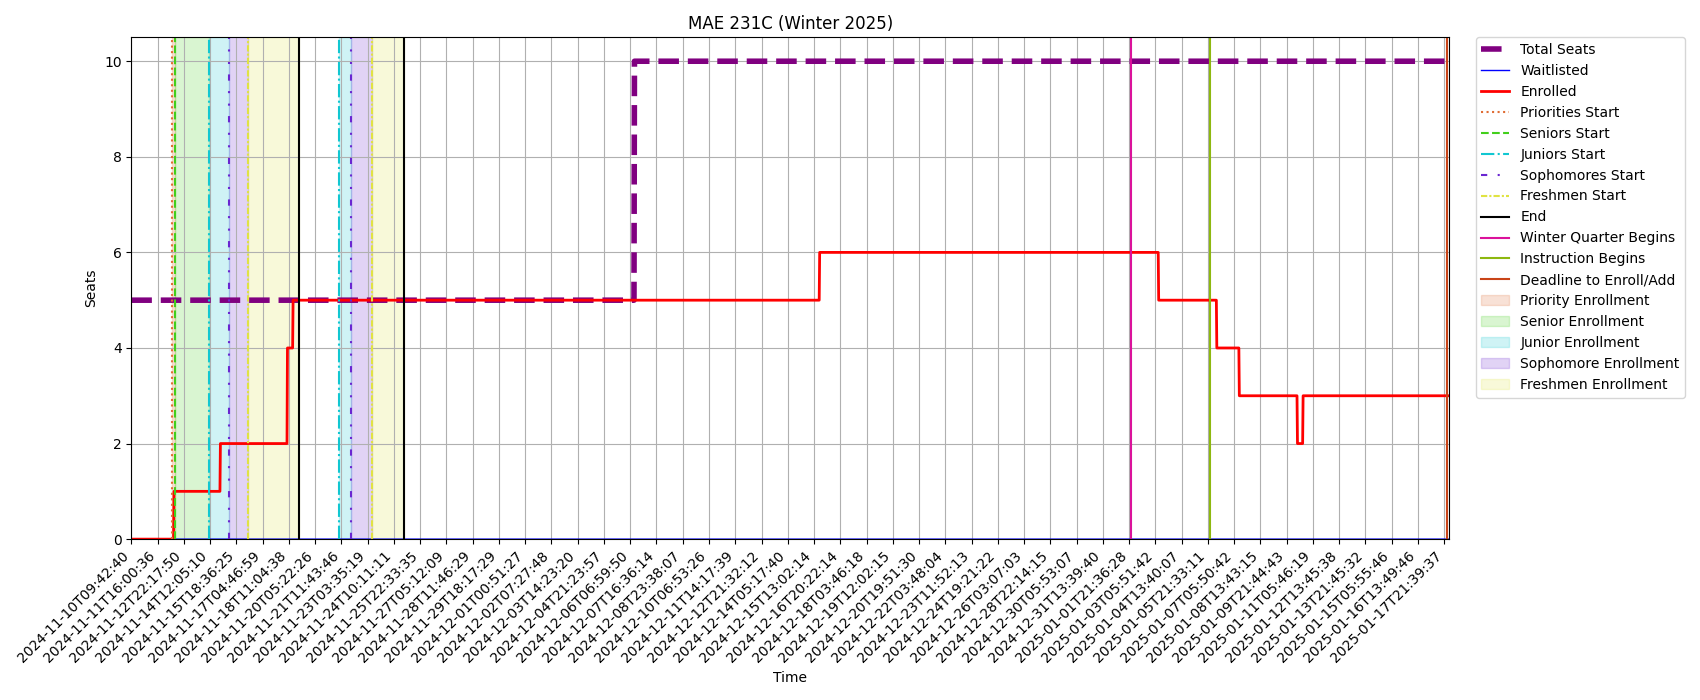 MAE 231C (Winter 2025)
Seats
10
8
6
4
2
0
2024-11-10T09:42:40
2024-11-11T16:00:36
2024-11-12T22:17:50
2024-11-14T12:05:10
2024-11-15T18:36:25
2024-11-17T04:46:59
2024-11-18T11:04:38
2024-11-20T05:22:26
2024-11-21T11:43:46
2024-11-23T03:35:19
2024-11-24T10:11:11
2024-11-25T22:33:35
2024-11-27T05:12:09
2024-11-28T11:46:29
2024-11-29T18:17:29
2024-12-01T00:51:27
2024-12-02T07:27:48
2024-12-03T14:23:20
2024-12-04T21:23:57
2024-12-06T06:59:50
2024-12-07T16:36:14
2024-12-08T23:38:07
2024-12-10T06:53:26
2024-12-11T14:17:39
2024-12-12T21:32:12
2024-12-14T05:17:40
2024-12-15T13:02:14
2024-12-16T20:22:14
2024-12-18T03:46:18
2024-12-19T12:02:15
2024-12-20T19:51:30
2024-12-22T03:48:04
2024-12-23T11:52:13
2024-12-24T19:21:22
2024-12-26T03:07:03
2024-12-28T22:14:15
2024-12-30T05:53:07
2024-12-31T13:39:40
2025-01-01T21:36:28
2025-01-03T05:51:42
2025-01-04T13:40:07
2025-01-05T21:33:11
2025-01-07T05:50:42
2025-01-08T13:43:15
2025-01-09T21:44:43
2025-01-11T05:46:19
2025-01-12T13:45:38
2025-01-13T21:45:32
2025-01-15T05:55:46
2025-01-16T13:49:46
2025-01-17T21:39:37
Time
Total Seats
Waitlisted
Enrolled
Priorities Start
Seniors Start
Juniors Start
Sophomores Start
Freshmen Start
End
Winter Quarter Begins
Instruction Begins
Deadline to Enroll/Add
Priority Enrollment
Senior Enrollment
Junior Enrollment
Sophomore Enrollment
Freshmen Enrollment